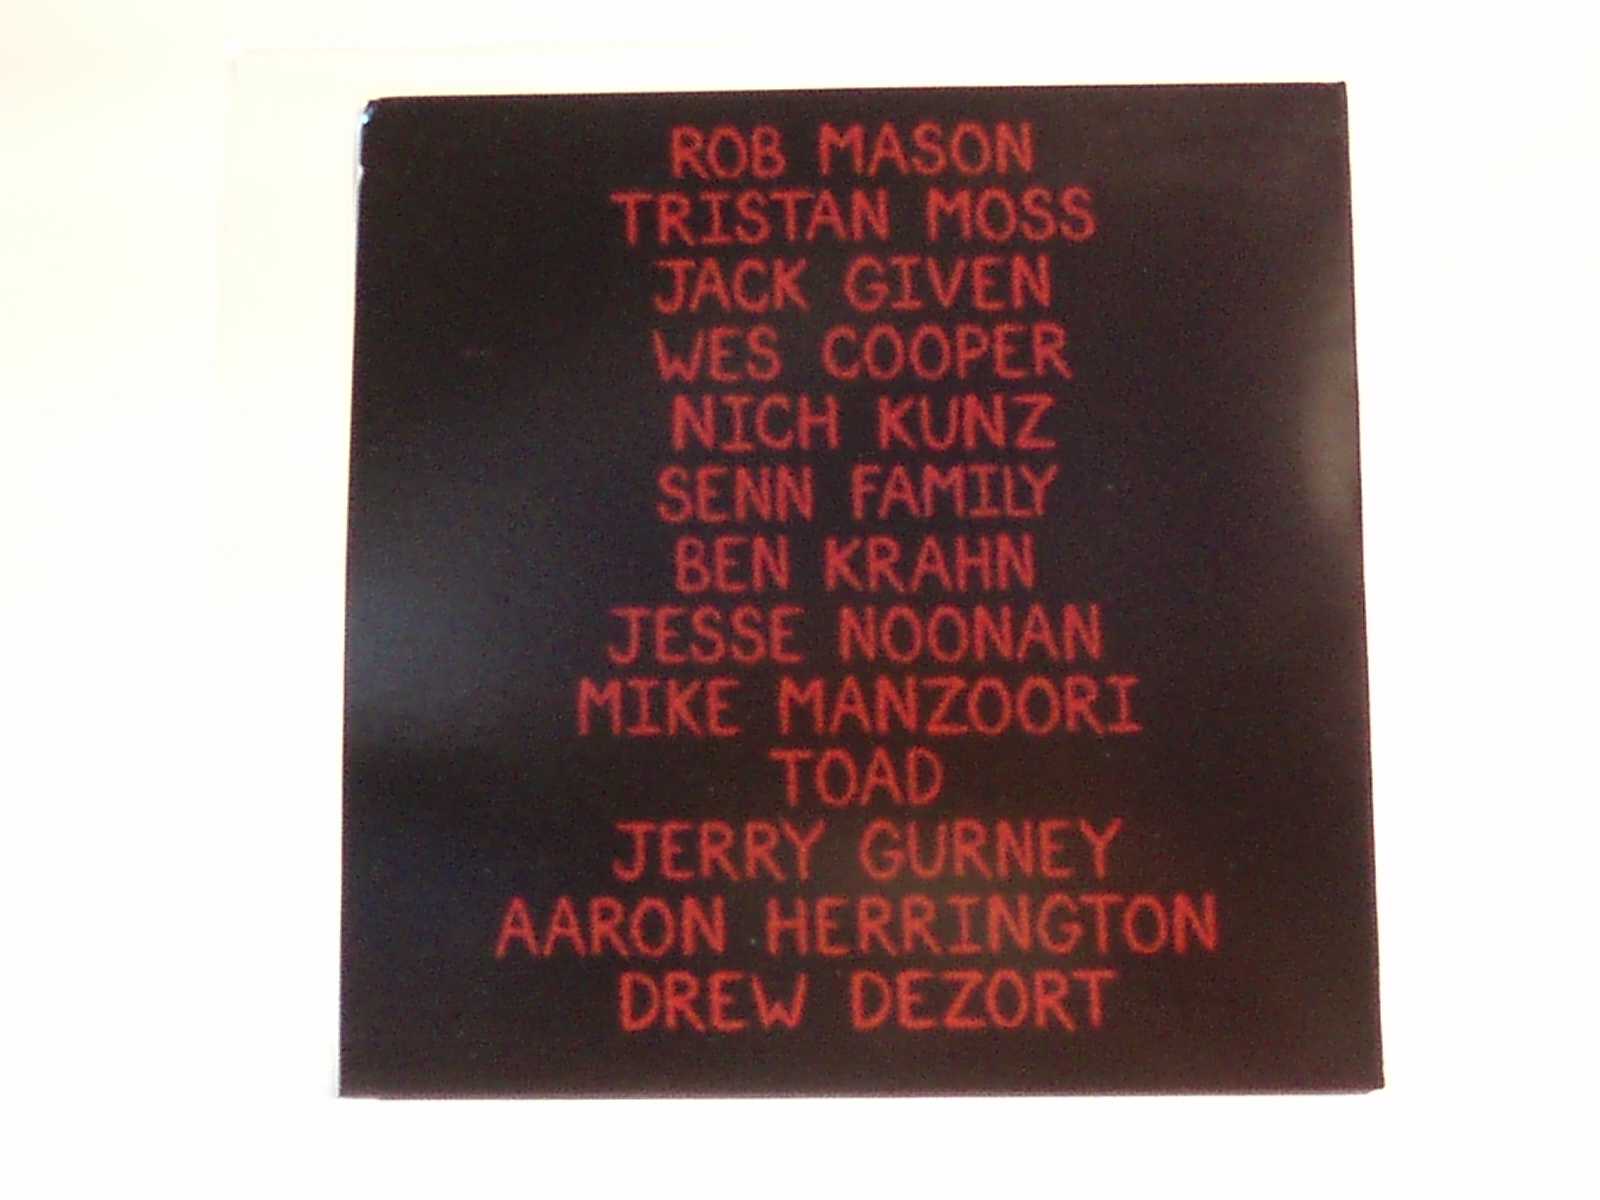 ROB MASON
TRISTAN MOSS
JACK GIVEN
WES COOPER
NICH KUNZ
SENN FAMILY
BEN KRAHN
JESSE NOONAN
MIKE MANZOORI
TOAD
JERRY GURNEY
AARON HERRINGTON
DREW DEZORT